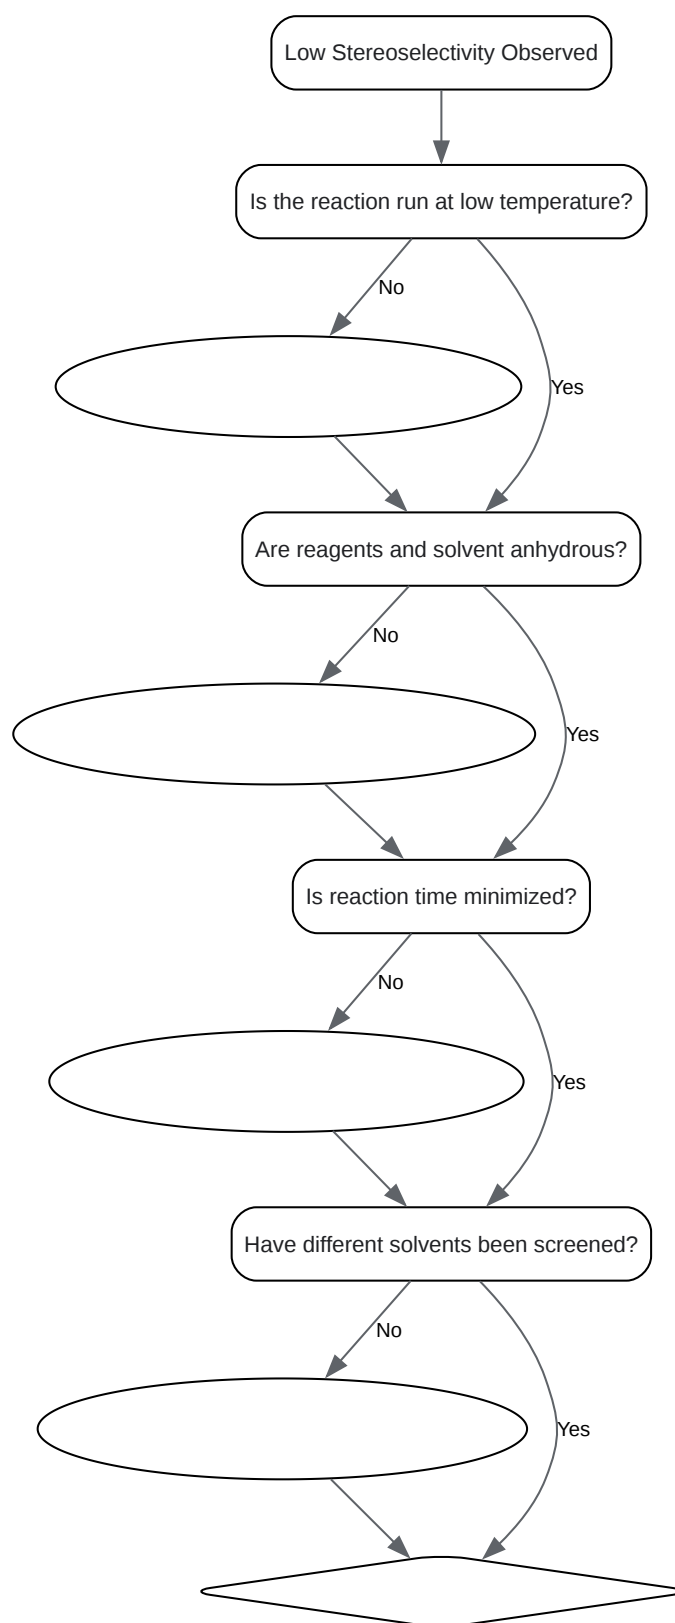 Low Stereoselectivity Observed
Is the reaction run at low temperature?
No
Yes
Are reagents and solvent anhydrous?
No
Yes
Is reaction time minimized?
No
Yes
Have different solvents been screened?
No
Yes